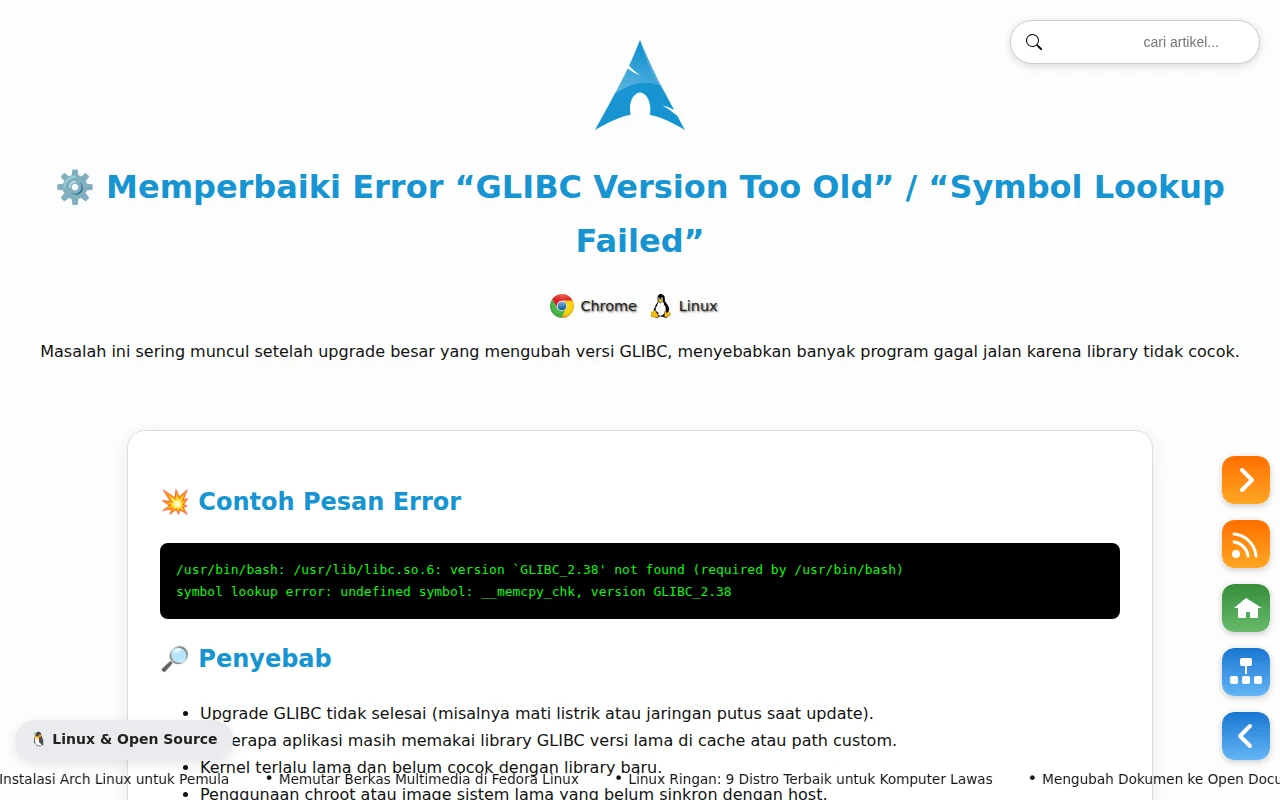 cari artikel...
⚙️ Memperbaiki Error “GLIBC Version Too Old” / “Symbol Lookup
Failed”
Chrome Linux
Masalah ini sering muncul setelah upgrade besar yang mengubah versi GLIBC, menyebabkan banyak program gagal jalan karena library tidak cocok.
💥 Contoh Pesan Error
/usr/bin/bash: /usr/lib/libc.so.6: version `GLIBC_2.38' not found (required by /usr/bin/bash)
symbol lookup error: undefined symbol: __memcpy_chk, version GLIBC_2.38
🔎 Penyebab
• Upgrade GLIBC tidak selesai (misalnya mati listrik atau jaringan putus saat update).
🐧 Linux & Open Source
erapa aplikasi masih memakai library GLIBC versi lama di cache atau path custom.
• Kernel terlalu lama dan belum cocok dengan library baru.
Instalasi Arch Linux untuk Pemula • Memutar Berkas Multimedia di Fedora Linux • Linux Ringan: 9 Distro Terbaik untuk Komputer Lawas • Mengubah Dokumen ke Open Docu
• Penggunaan chroot atau image sistem lama yang belum sinkron dengan host.